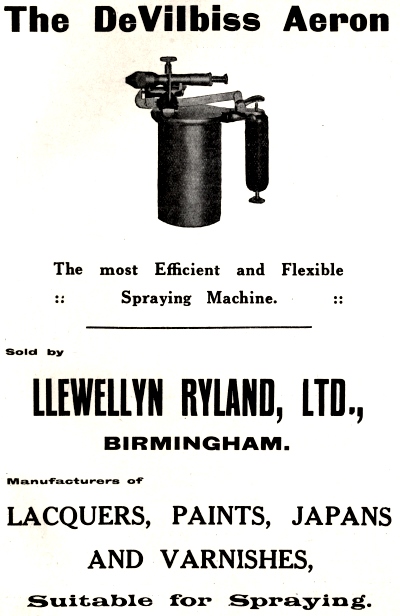 The DeVilbiss Aeron
The most Efficient and Flexible
:: Spraying Machine. ::
Sold by
LLEWELLYN RYLAND, LTD.,
BIRMINGHAM.
Manufacturers of
LACQUERS, PAINTS, JAPANS
AND VARNISHES,
Suitable for Spraying.